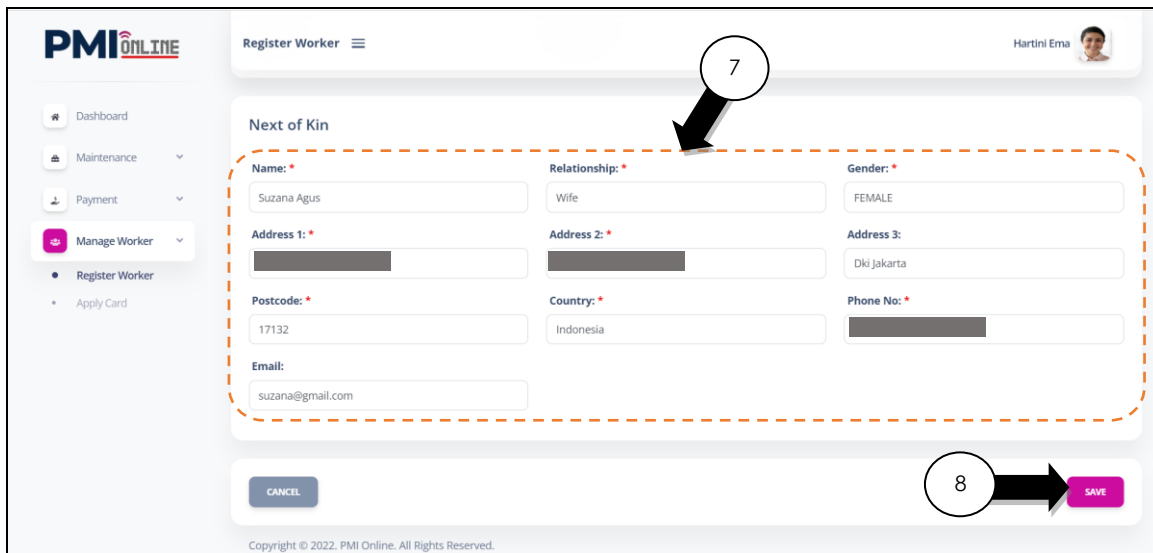 PMI ONLINE
Register Worker
Hartini Ema
7
Dashboard
Maintenance
Payment
Manage Worker
Register Worker
Apply Card
Next of Kin
Name: * Relationship: * Gender: *
Suzana Agus Wife FEMALE
Address 1: * Address 2: * Address 3:
Dki Jakarta
Postcode: * Country: * Phone No: *
17132 Indonesia
Email:
suzana@gmail.com
CANCEL
8
SAVE
Copyright © 2022. PMI Online. All Rights Reserved.